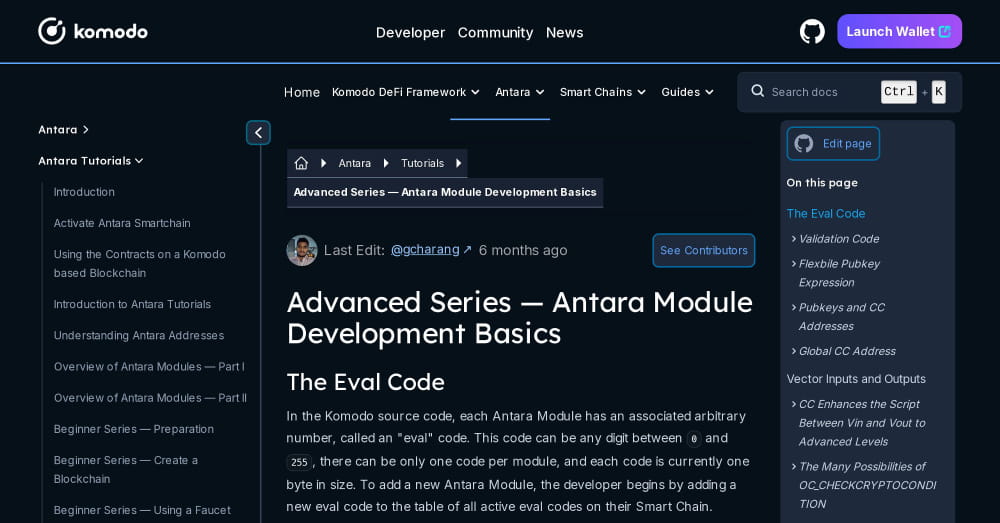 komodo
Developer Community News
Launch Wallet
Home Komodo DeFi Framework Antara Smart Chains Guides
Search docs Ctrl + K
Antara
Antara Tutorials
Introduction
Activate Antara Smartchain
Using the Contracts on a Komodo
based Blockchain
Introduction to Antara Tutorials
Understanding Antara Addresses
Overview of Antara Modules — Part I
Overview of Antara Modules — Part II
Beginner Series — Preparation
Beginner Series — Create a
Blockchain
Beginner Series — Using a Faucet
Antara Tutorials
Advanced Series — Antara Module Development Basics
Last Edit: @gcharang ↗ 6 months ago
See Contributors
Advanced Series — Antara Module
Development Basics
The Eval Code
In the Komodo source code, each Antara Module has an associated arbitrary
number, called an "eval" code. This code can be any digit between 0 and
255, there can be only one code per module, and each code is currently one
byte in size. To add a new Antara Module, the developer begins by adding a
new eval code to the table of all active eval codes on their Smart Chain.
Edit page
On this page
The Eval Code
Validation Code
Flexbile Pubkey
Expression
Pubkeys and CC
Addresses
Global CC Address
Vector Inputs and Outputs
CC Enhances the Script
Between Vin and Vout to
Advanced Levels
The Many Possibilities of
OC_CHECKCRYPTOCONDI
TION